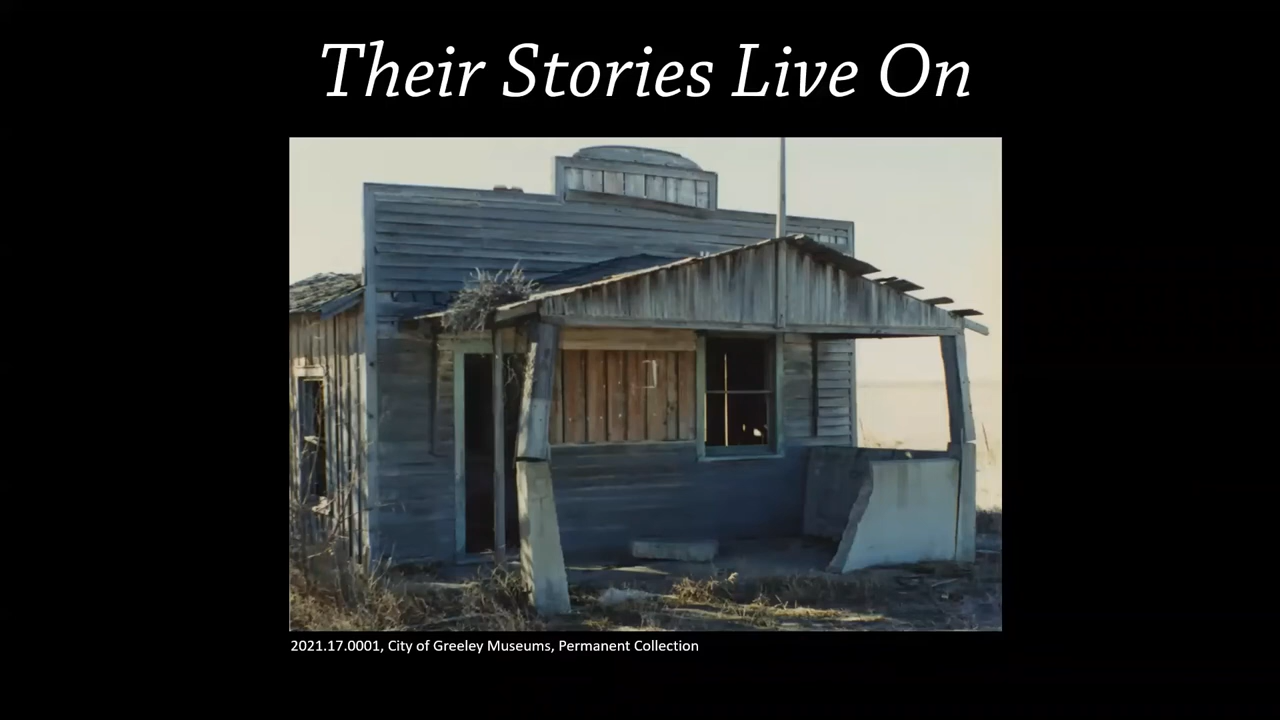 Their Stories Live On
2021.17.0001, City of Greeley Museums, Permanent Collection